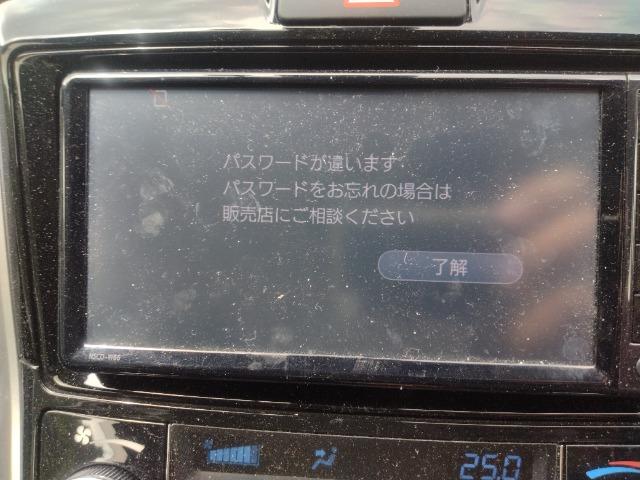 パスワードが違います
パスワードをお忘れの場合は
販売店にご相談ください
了解
NSCD-W66
25.0